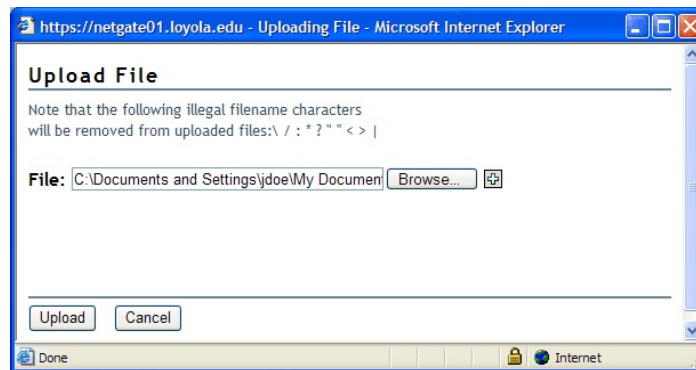 https://netgate01.loyola.edu - Uploading File - Microsoft Internet Explorer
Upload File
Note that the following illegal filename characters
will be removed from uploaded files:\ / : * ? " " < > |
File: C:\Documents and Settings\jdoe\My Documen Browse...
Upload Cancel
Done Internet